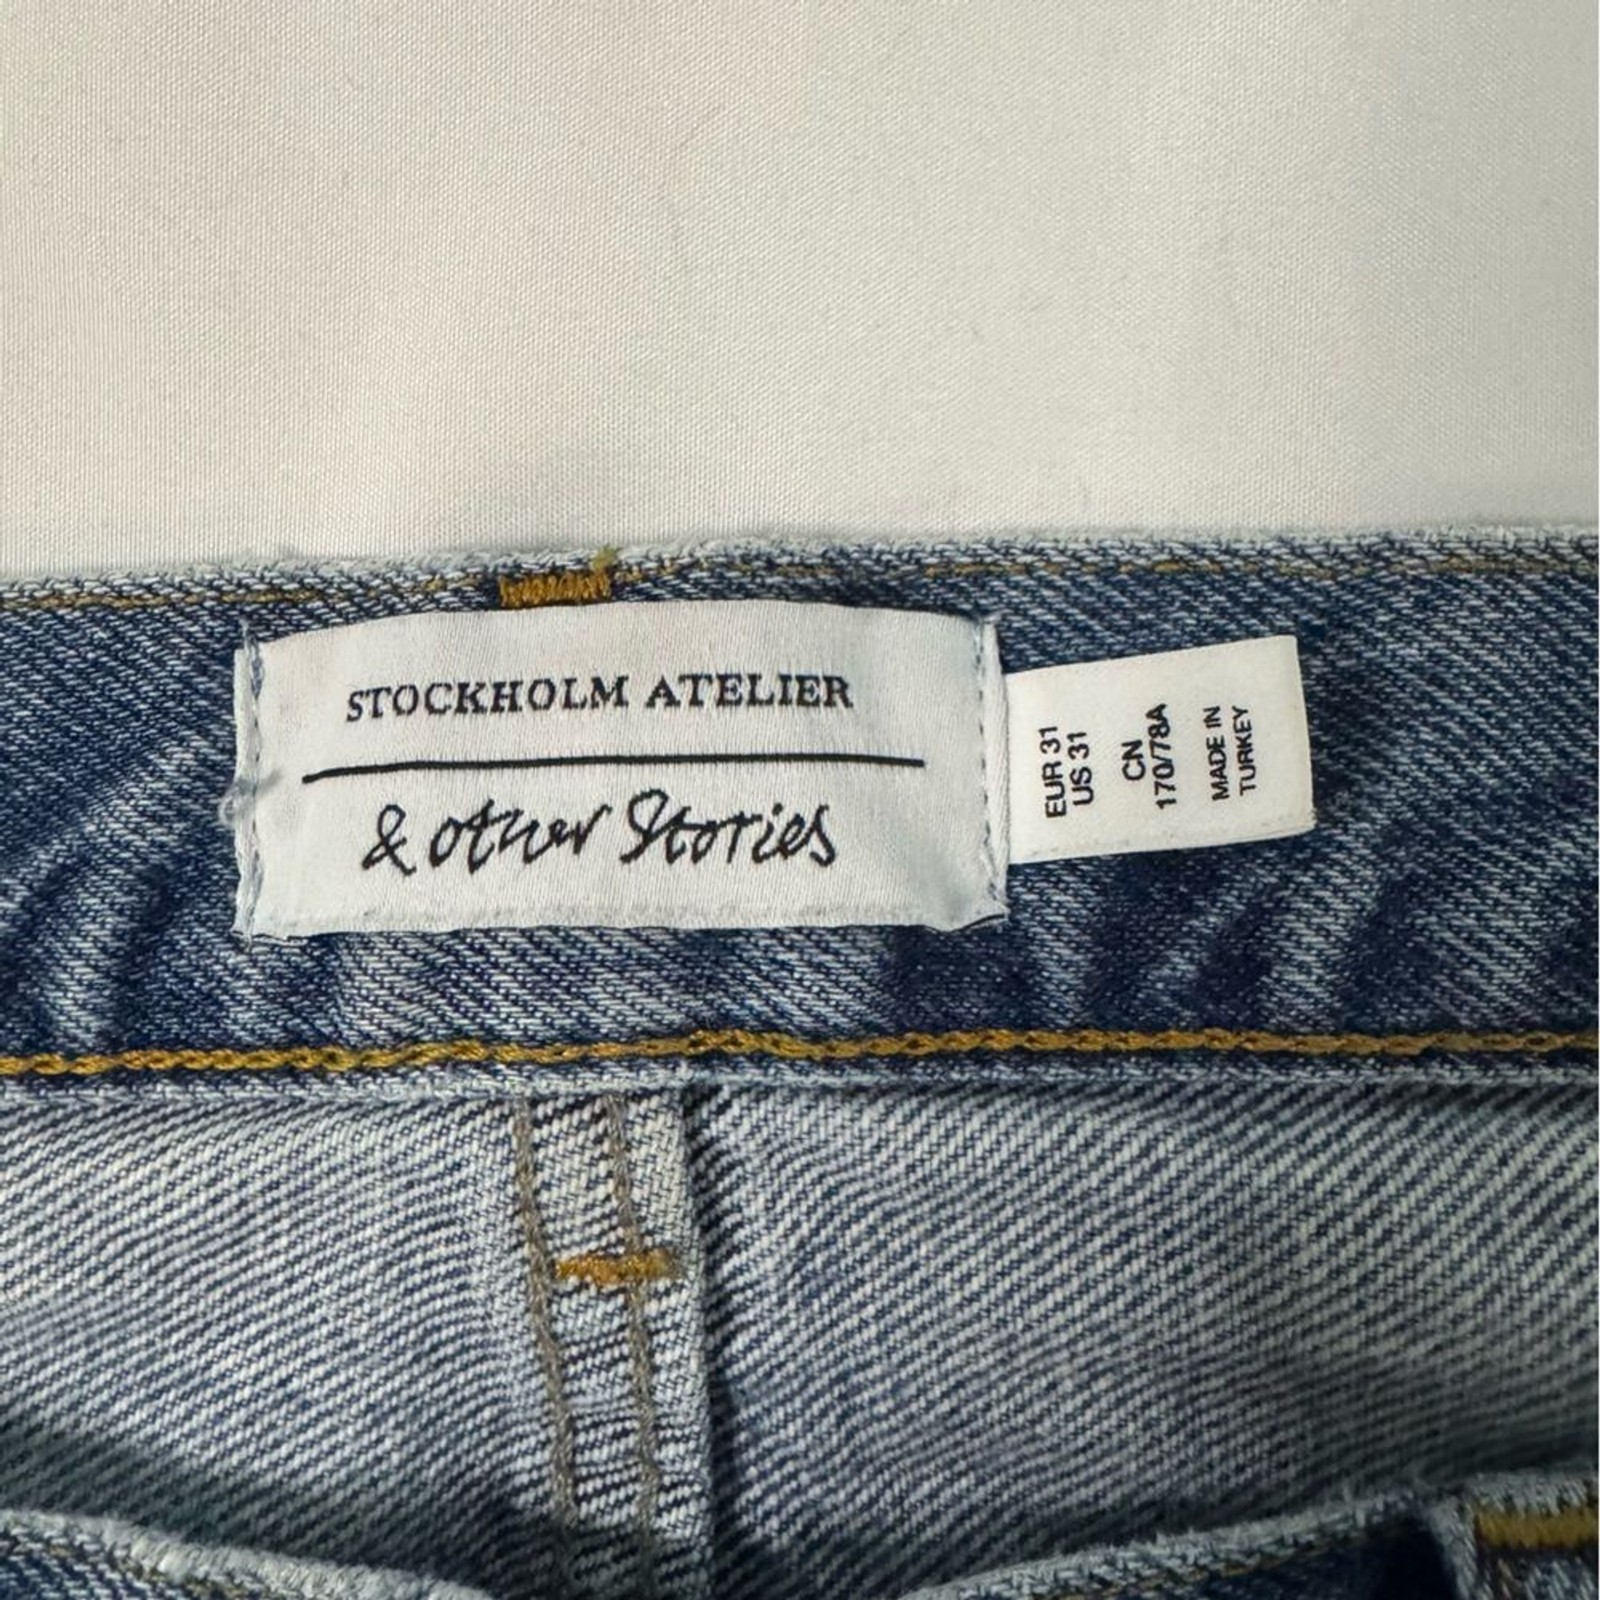 STOCKHOLM ATELIER
& other Stories
EUR 31
US 31
CN
170/78A
MADE IN
TURKEY